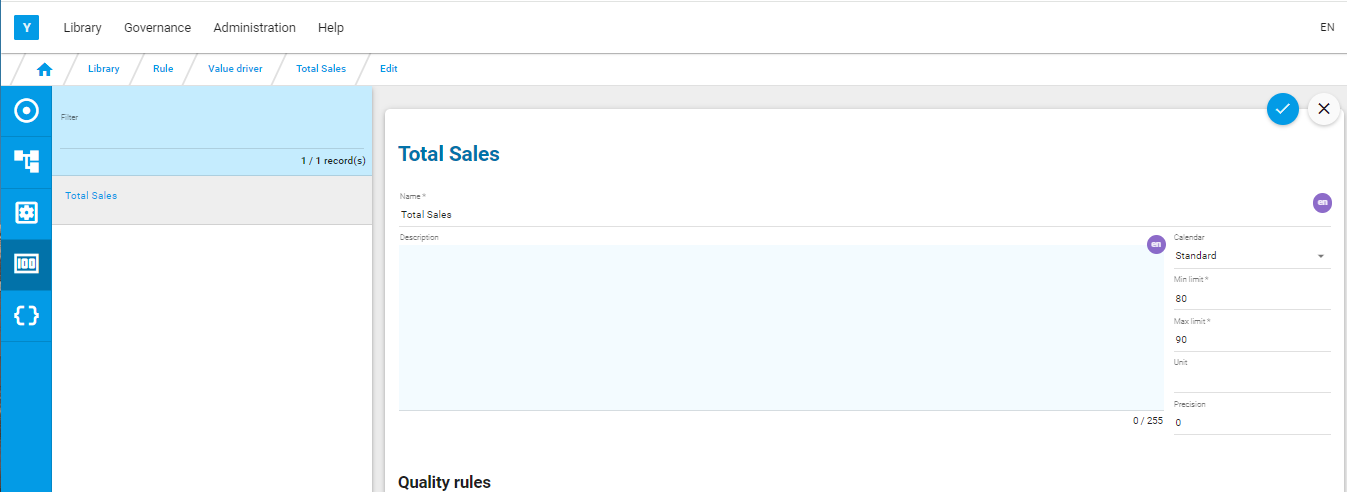 Y Library Governance Administration Help EN
Library Rule Value driver Total Sales Edit
Filter
1 / 1 record(s)
Total Sales
Total Sales
Name *
Total Sales
en
Description
en
0 / 255
Calendar
Standard
Min limit *
80
Max limit *
90
Unit
Precision
0
Quality rules